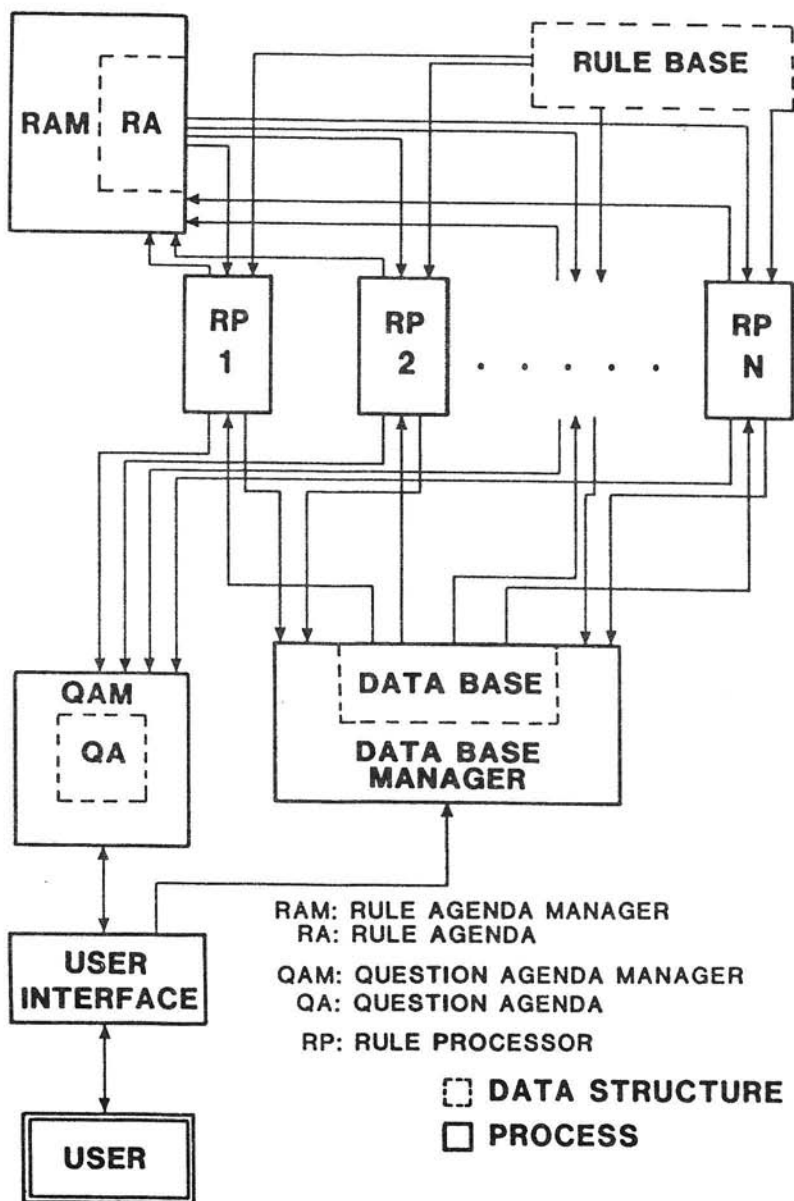 RULE BASE
RAM
RA
RP
1
RP
2
. . . . .
RP
N
QAM
QA
DATA BASE
DATA BASE
MANAGER
RAM: RULE AGENDA MANAGER
RA: RULE AGENDA
QAM: QUESTION AGENDA MANAGER
QA: QUESTION AGENDA
RP: RULE PROCESSOR
USER
INTERFACE
DATA STRUCTURE
PROCESS
USER